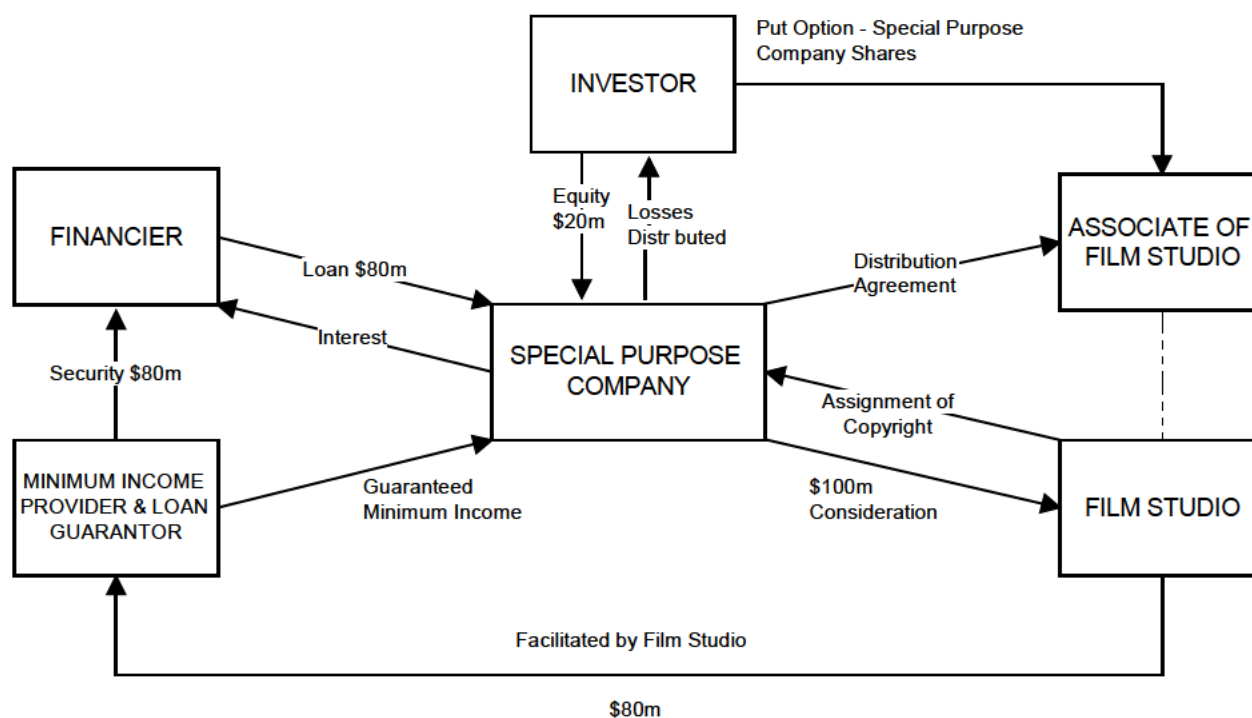 Put Option - Special Purpose
Company Shares
INVESTOR
Equity
$20m
Losses
Distr buted
FINANCIER
ASSOCIATE OF
FILM STUDIO
Loan $80m
Distribution
Agreement
Interest
SPECIAL PURPOSE
COMPANY
Security $80m
Assignment of
Copyright
MINIMUM INCOME
PROVIDER & LOAN
GUARANTOR
Guaranteed
Minimum Income
$100m
Consideration
FILM STUDIO
Facilitated by Film Studio
$80m